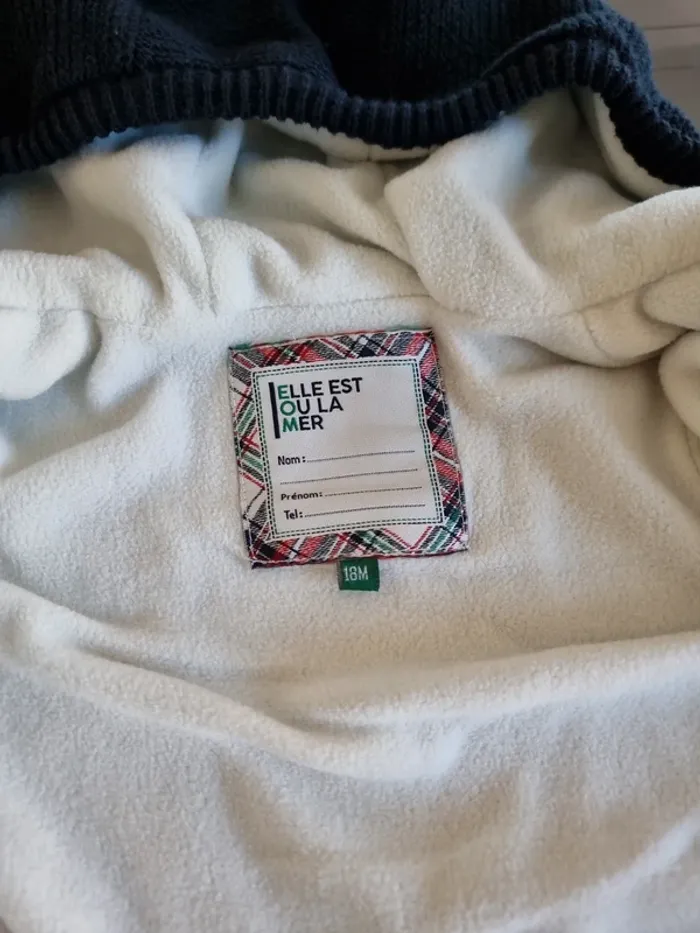 ELLE EST
OU LA
MER
Nom :
Prénom :
Tel :
18M